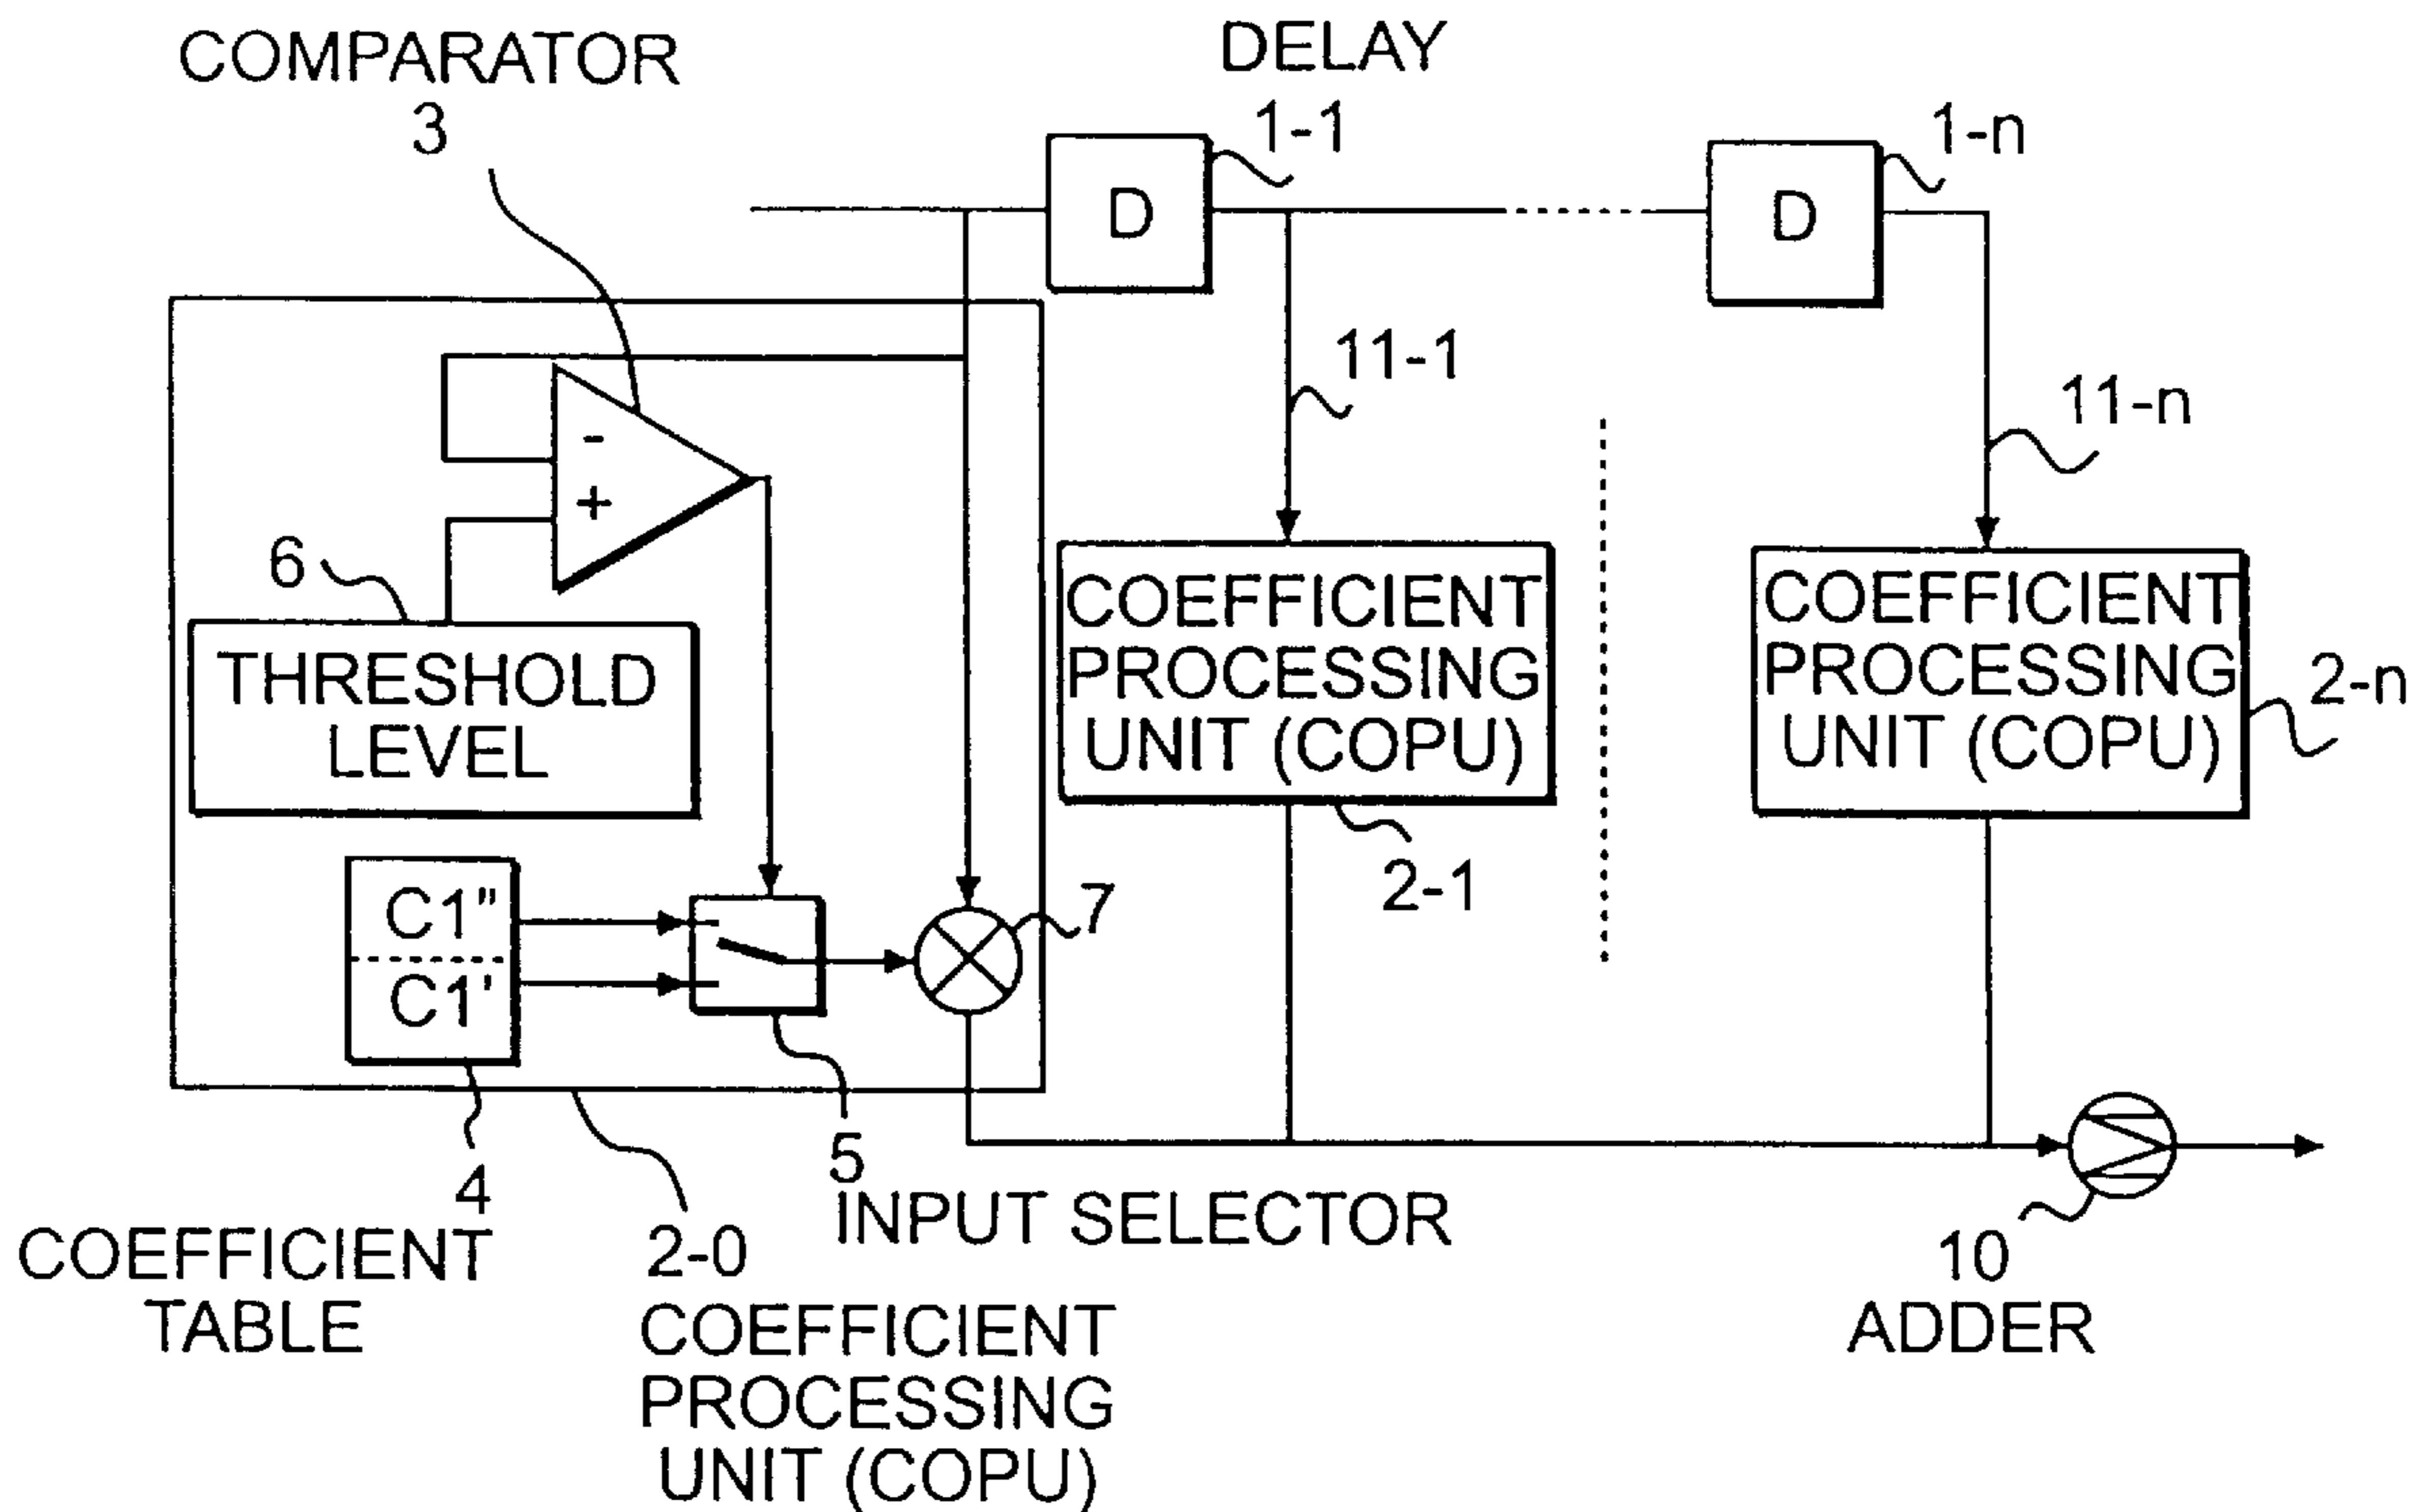 COMPARATOR
3
DELAY
1-1
1-n
D
D
11-1
11-n
-
+
6
THRESHOLD
LEVEL
COEFFICIENT
PROCESSING
UNIT (COPU)
2-1
COEFFICIENT
PROCESSING
UNIT (COPU)
2-n
C1"
C1'
7
4
COEFFICIENT
TABLE
5
INPUT SELECTOR
2-0
COEFFICIENT
PROCESSING
UNIT (COPU)
10
ADDER